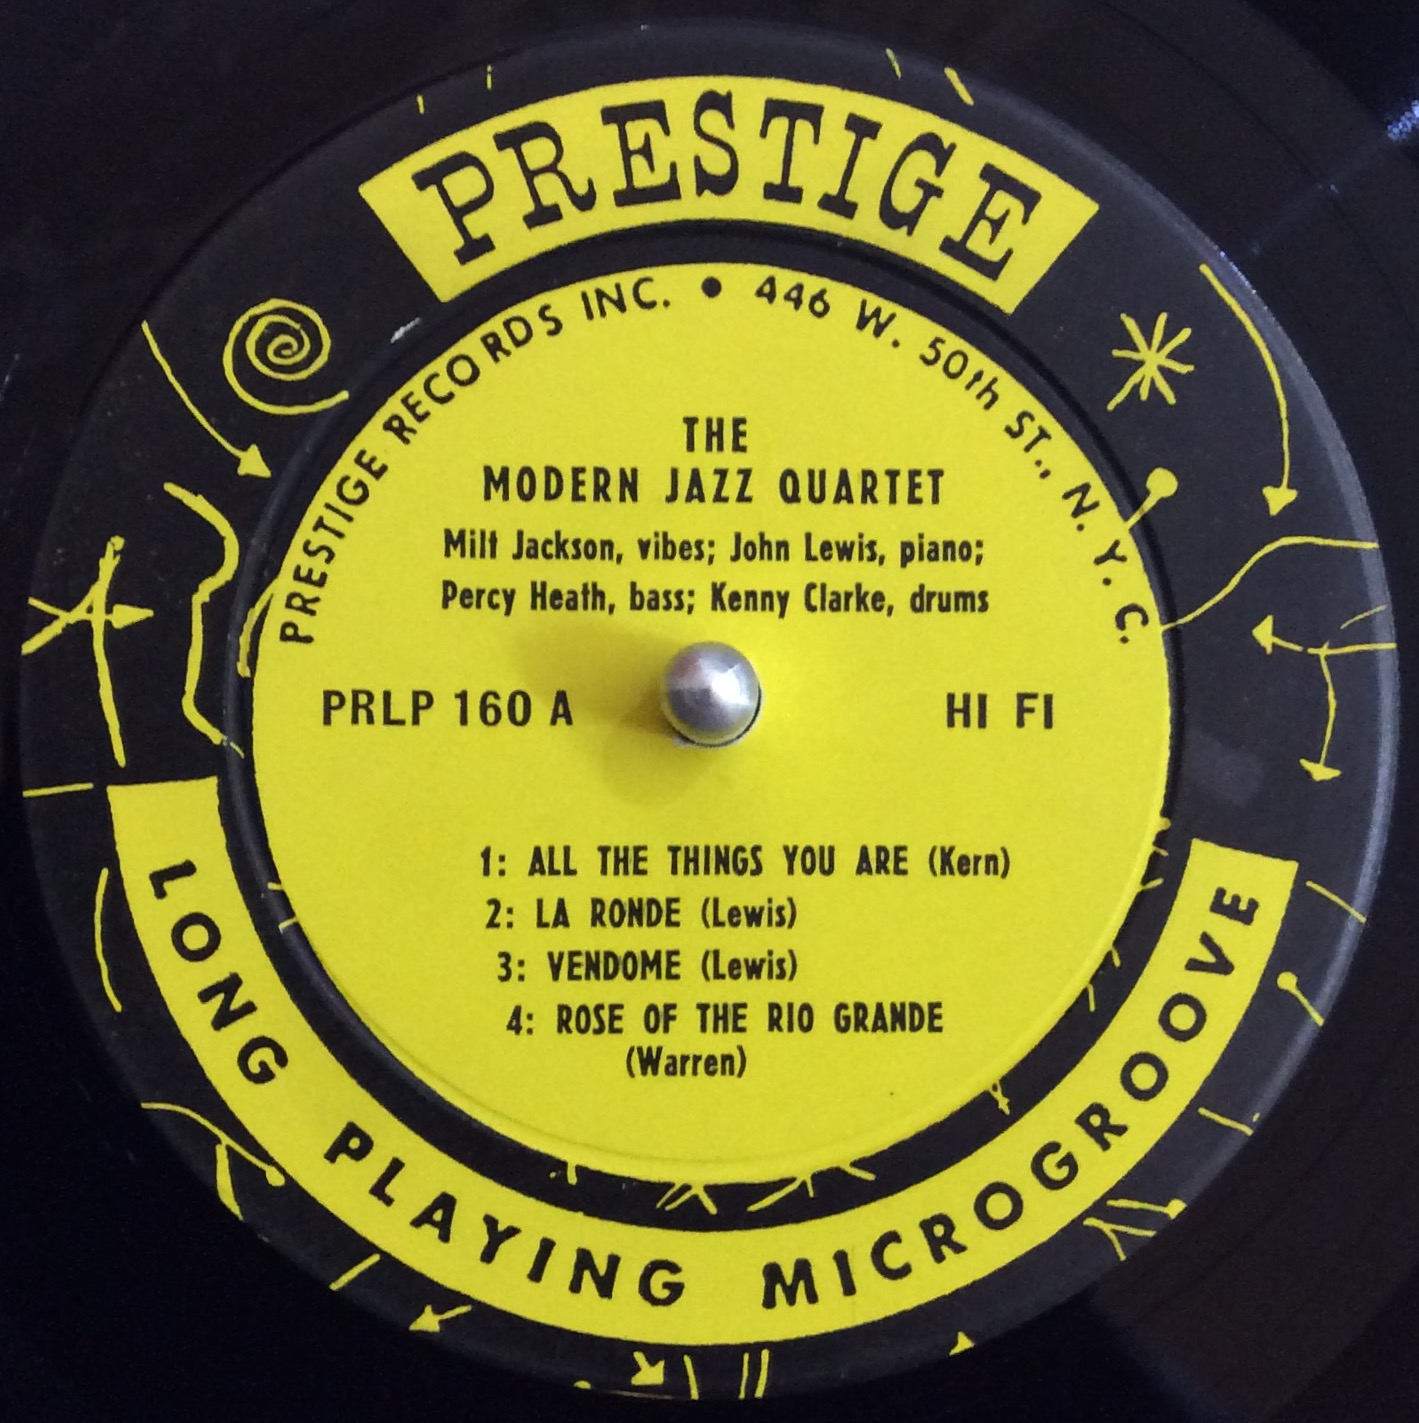 PRESTIGE
PRESTIGE RECORDS INC. • 446 W. 50th ST., N. Y. C.
THE
MODERN JAZZ QUARTET
Milt Jackson, vibes; John Lewis, piano;
Percy Heath, bass; Kenny Clarke, drums
PRLP 160 A
HI FI
1: ALL THE THINGS YOU ARE (Kern)
2: LA RONDE (Lewis)
3: VENDOME (Lewis)
4: ROSE OF THE RIO GRANDE
(Warren)
LONG PLAYING MICROGROOVE